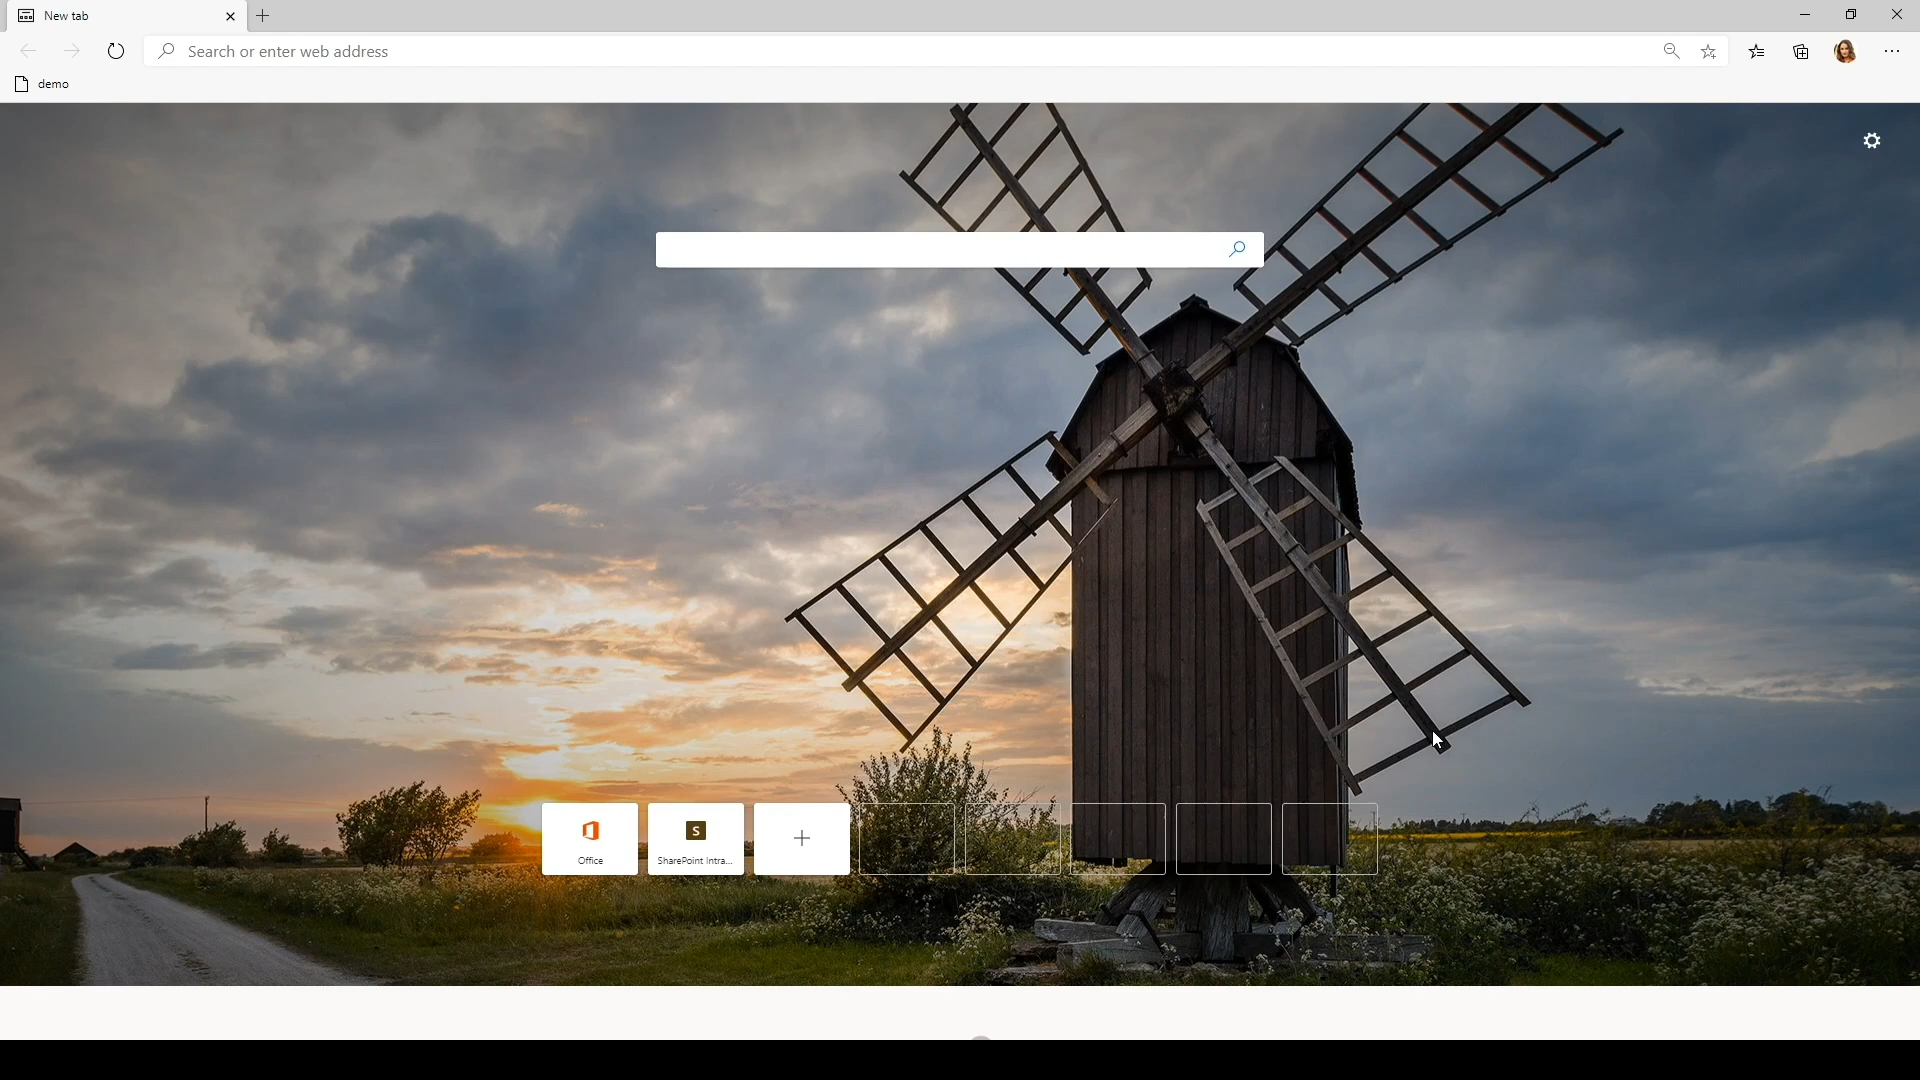 New tab
Search or enter web address
demo
S
Office
SharePoint Intra...